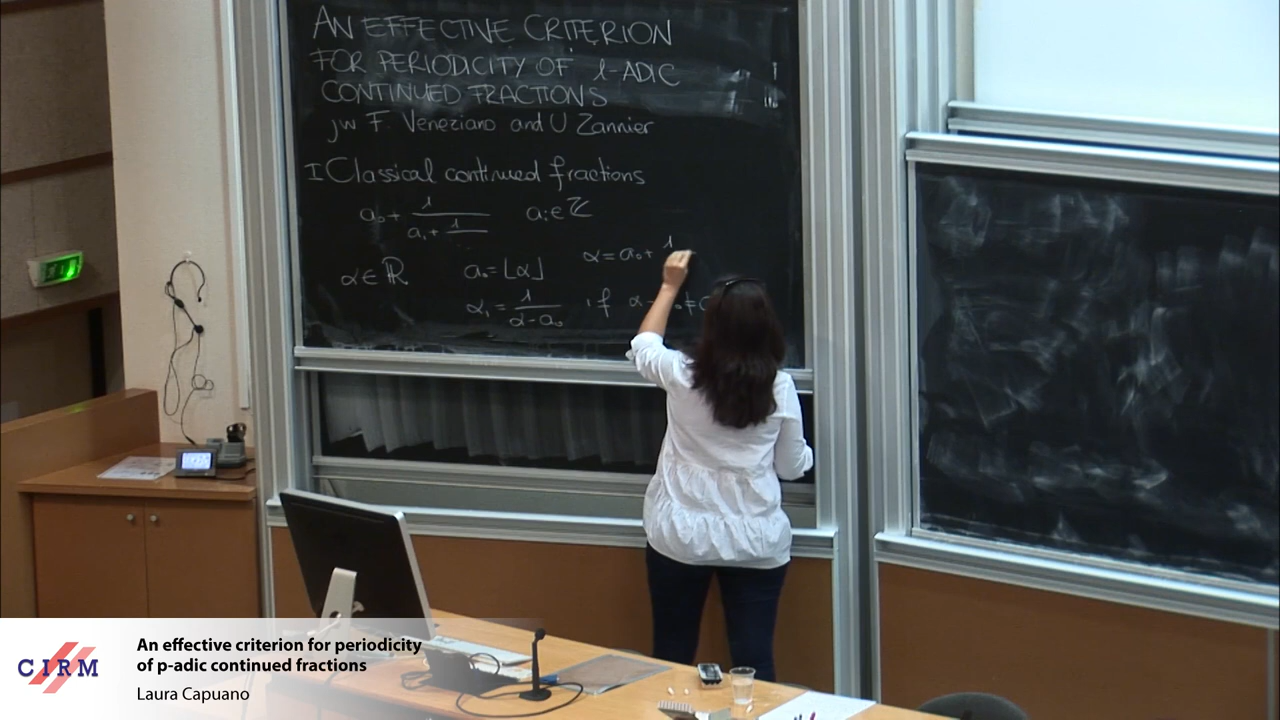 AN EFFECTIVE CRITERION
FOR PERIODICITY OF ℓ-ADIC
CONTINUED FRACTIONS
jw F. Veneziano and U Zannier
I Classical continued fractions
a₀ + 1/(a₁ + 1/ aᵢ ∈ ℤ
α = a₀ + 1
α ∈ ℝ a₀ = ⌊α⌋
α₁ = 1/(α - a₀) if α - ₀ ≠
CIRM
An effective criterion for periodicity
of p-adic continued fractions
Laura Capuano